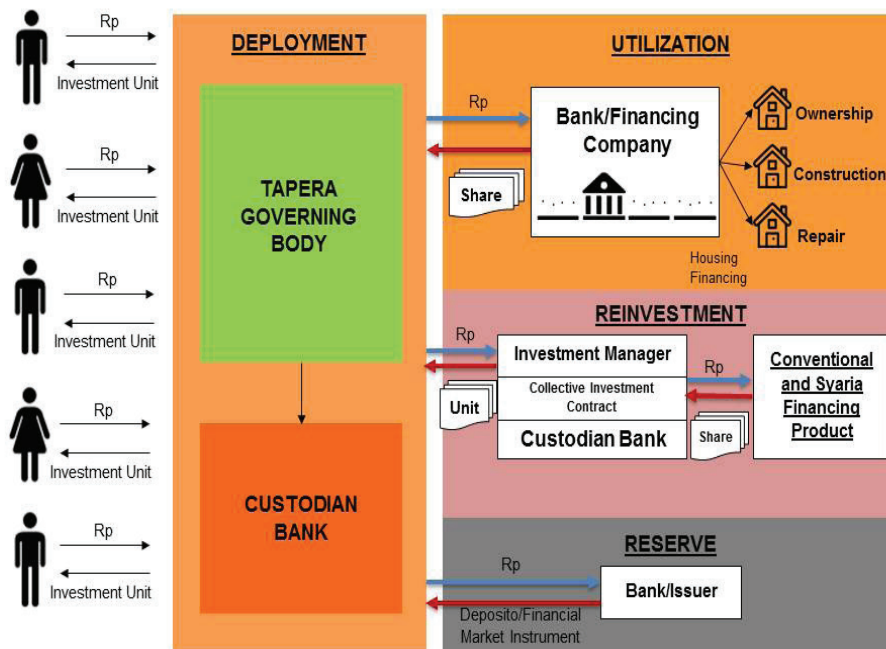 Rp
Investment Unit
Rp
Investment Unit
Rp
Investment Unit
Rp
Investment Unit
Rp
Investment Unit
DEPLOYMENT
TAPERA
GOVERNING
BODY
CUSTODIAN
BANK
UTILIZATION
Rp
Share
Bank/Financing
Company
Ownership
Construction
Repair
Housing
Financing
REINVESTMENT
Rp
Unit
Investment Manager
Collective Investment
Contract
Custodian Bank
Rp
Share
Conventional
and Syaria
Financing
Product
RESERVE
Rp
Bank/Issuer
Deposito/Financial
Market Instrument